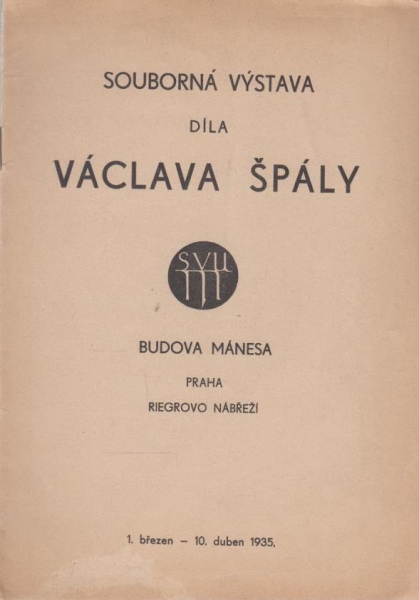 SOUBORNÁ VÝSTAVA
DÍLA
VÁCLAVA ŠPÁLY
SVU
M
BUDOVA MÁNESA
PRAHA
RIEGROVO NÁBŘEŽÍ
1. březen – 10. duben 1935.